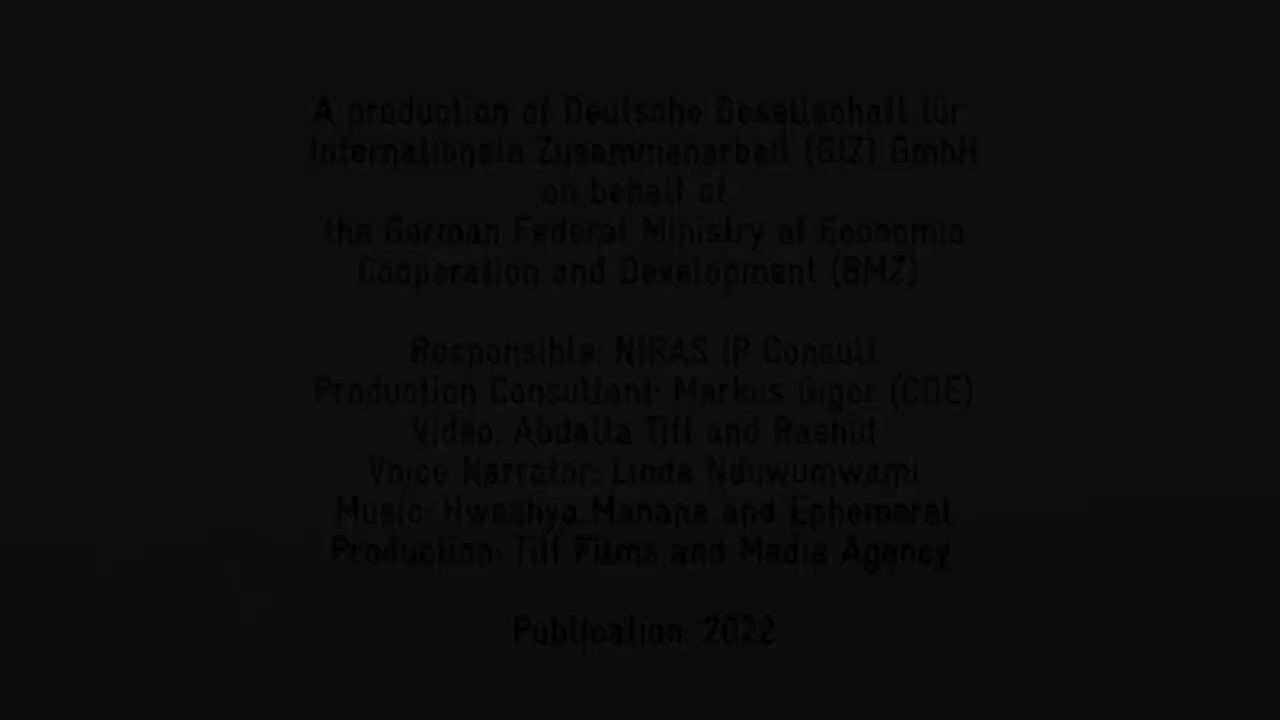 A production of Deutsche Gesellschaft für
Internationale Zusammenarbeit (GIZ) GmbH
on behalf of
the German Federal Ministry of Economic
Cooperation and Development (BMZ)
Responsible: NIRAS IP Consult
Production Consultant: Markus Giger (CDE)
Video: Abdalla Tiff and Rashid
Voice Narrator: Linda Nduwumwami
Music: Manana and Ephemeral
Production: Tiff Films and Media Agency
Publication: 2022